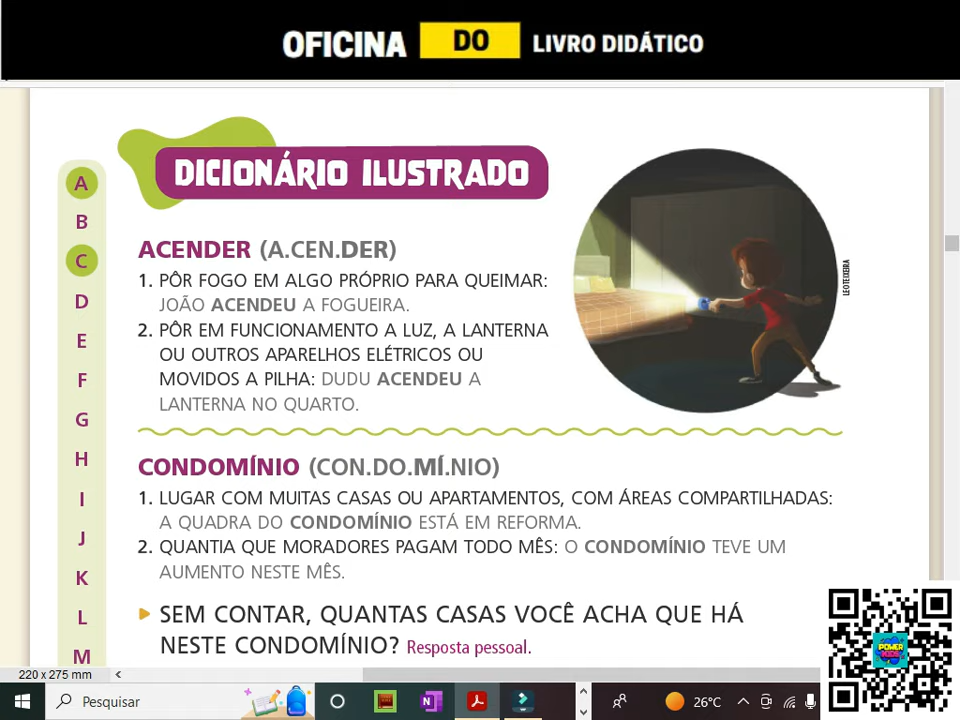 OFICINA DO LIVRO DIDÁTICO
DICIONÁRIO ILUSTRADO
A
B
C
D
E
F
G
H
I
J
K
L
M
LEOTEIXEIRA
ACENDER (A.CEN.DER)
1. PÔR FOGO EM ALGO PRÓPRIO PARA QUEIMAR:
JOÃO ACENDEU A FOGUEIRA.
2. PÔR EM FUNCIONAMENTO A LUZ, A LANTERNA
OU OUTROS APARELHOS ELÉTRICOS OU
MOVIDOS A PILHA: DUDU ACENDEU A
LANTERNA NO QUARTO.
CONDOMÍNIO (CON.DO.MÍ.NIO)
1. LUGAR COM MUITAS CASAS OU APARTAMENTOS, COM ÁREAS COMPARTILHADAS:
A QUADRA DO CONDOMÍNIO ESTÁ EM REFORMA.
2. QUANTIA QUE MORADORES PAGAM TODO MÊS: O CONDOMÍNIO TEVE UM
AUMENTO NESTE MÊS.
SEM CONTAR, QUANTAS CASAS VOCÊ ACHA QUE HÁ
NESTE CONDOMÍNIO? Resposta pessoal.
POWER
KIDS
220 x 275 mm
Pesquisar
26°C